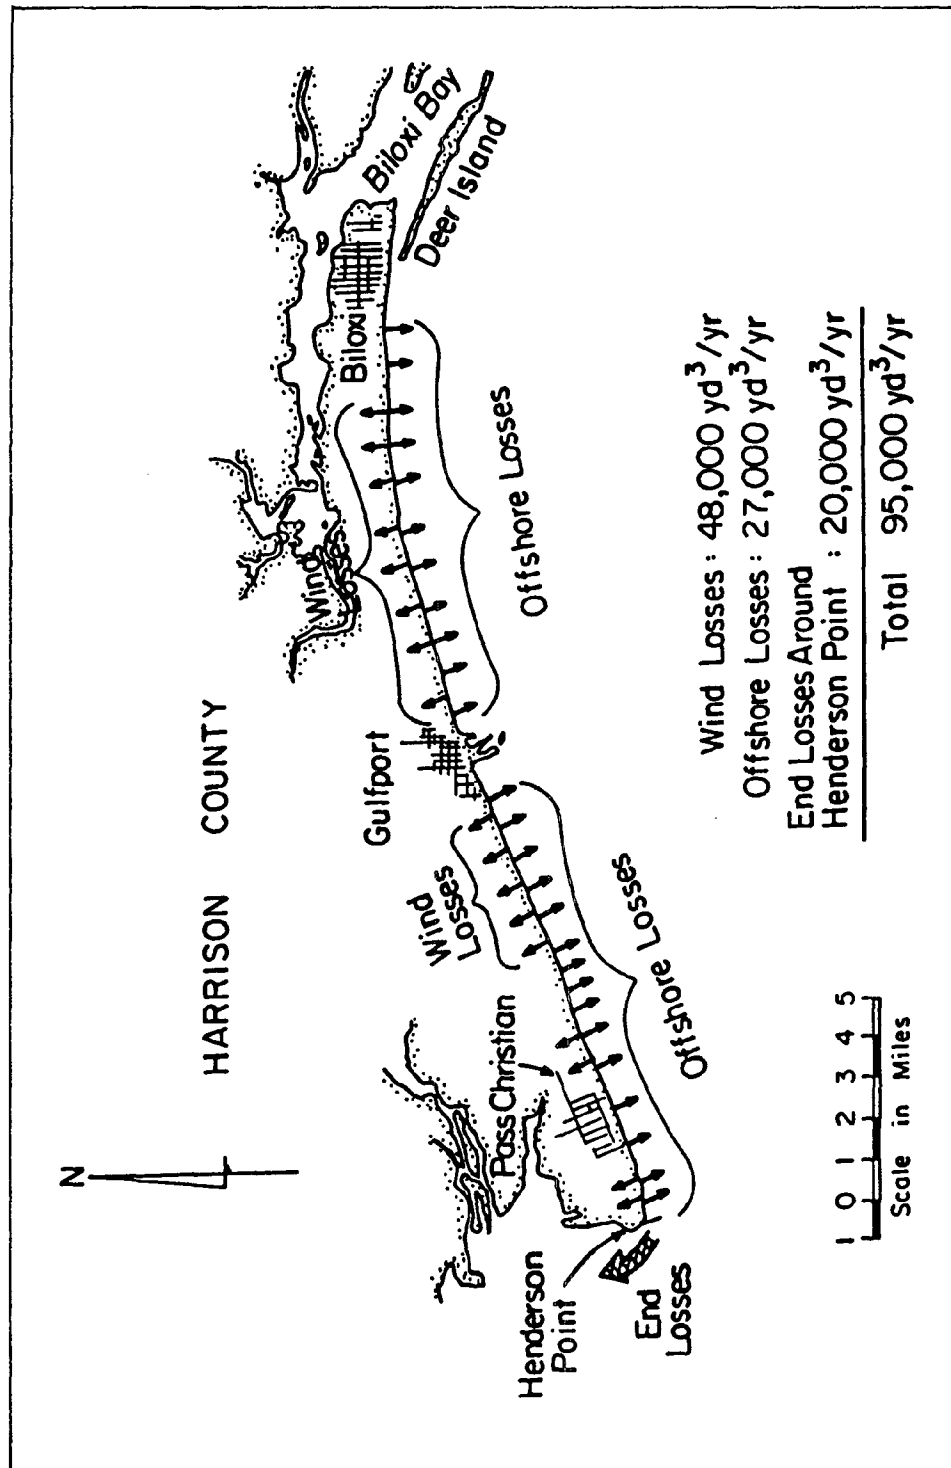 N
HARRISON COUNTY
Biloxi Bay
Deer Island
Biloxi
Wind
Losses
Offshore Losses
Gulfport
Wind
Losses
Offshore Losses
Pass Christian
Henderson
Point
End
Losses
Wind Losses : 48,000 yd³/yr
Offshore Losses : 27,000 yd³/yr
End Losses Around
Henderson Point : 20,000 yd³/yr
Total 95,000 yd³/yr
1 0 1 2 3 4 5
Scale in Miles